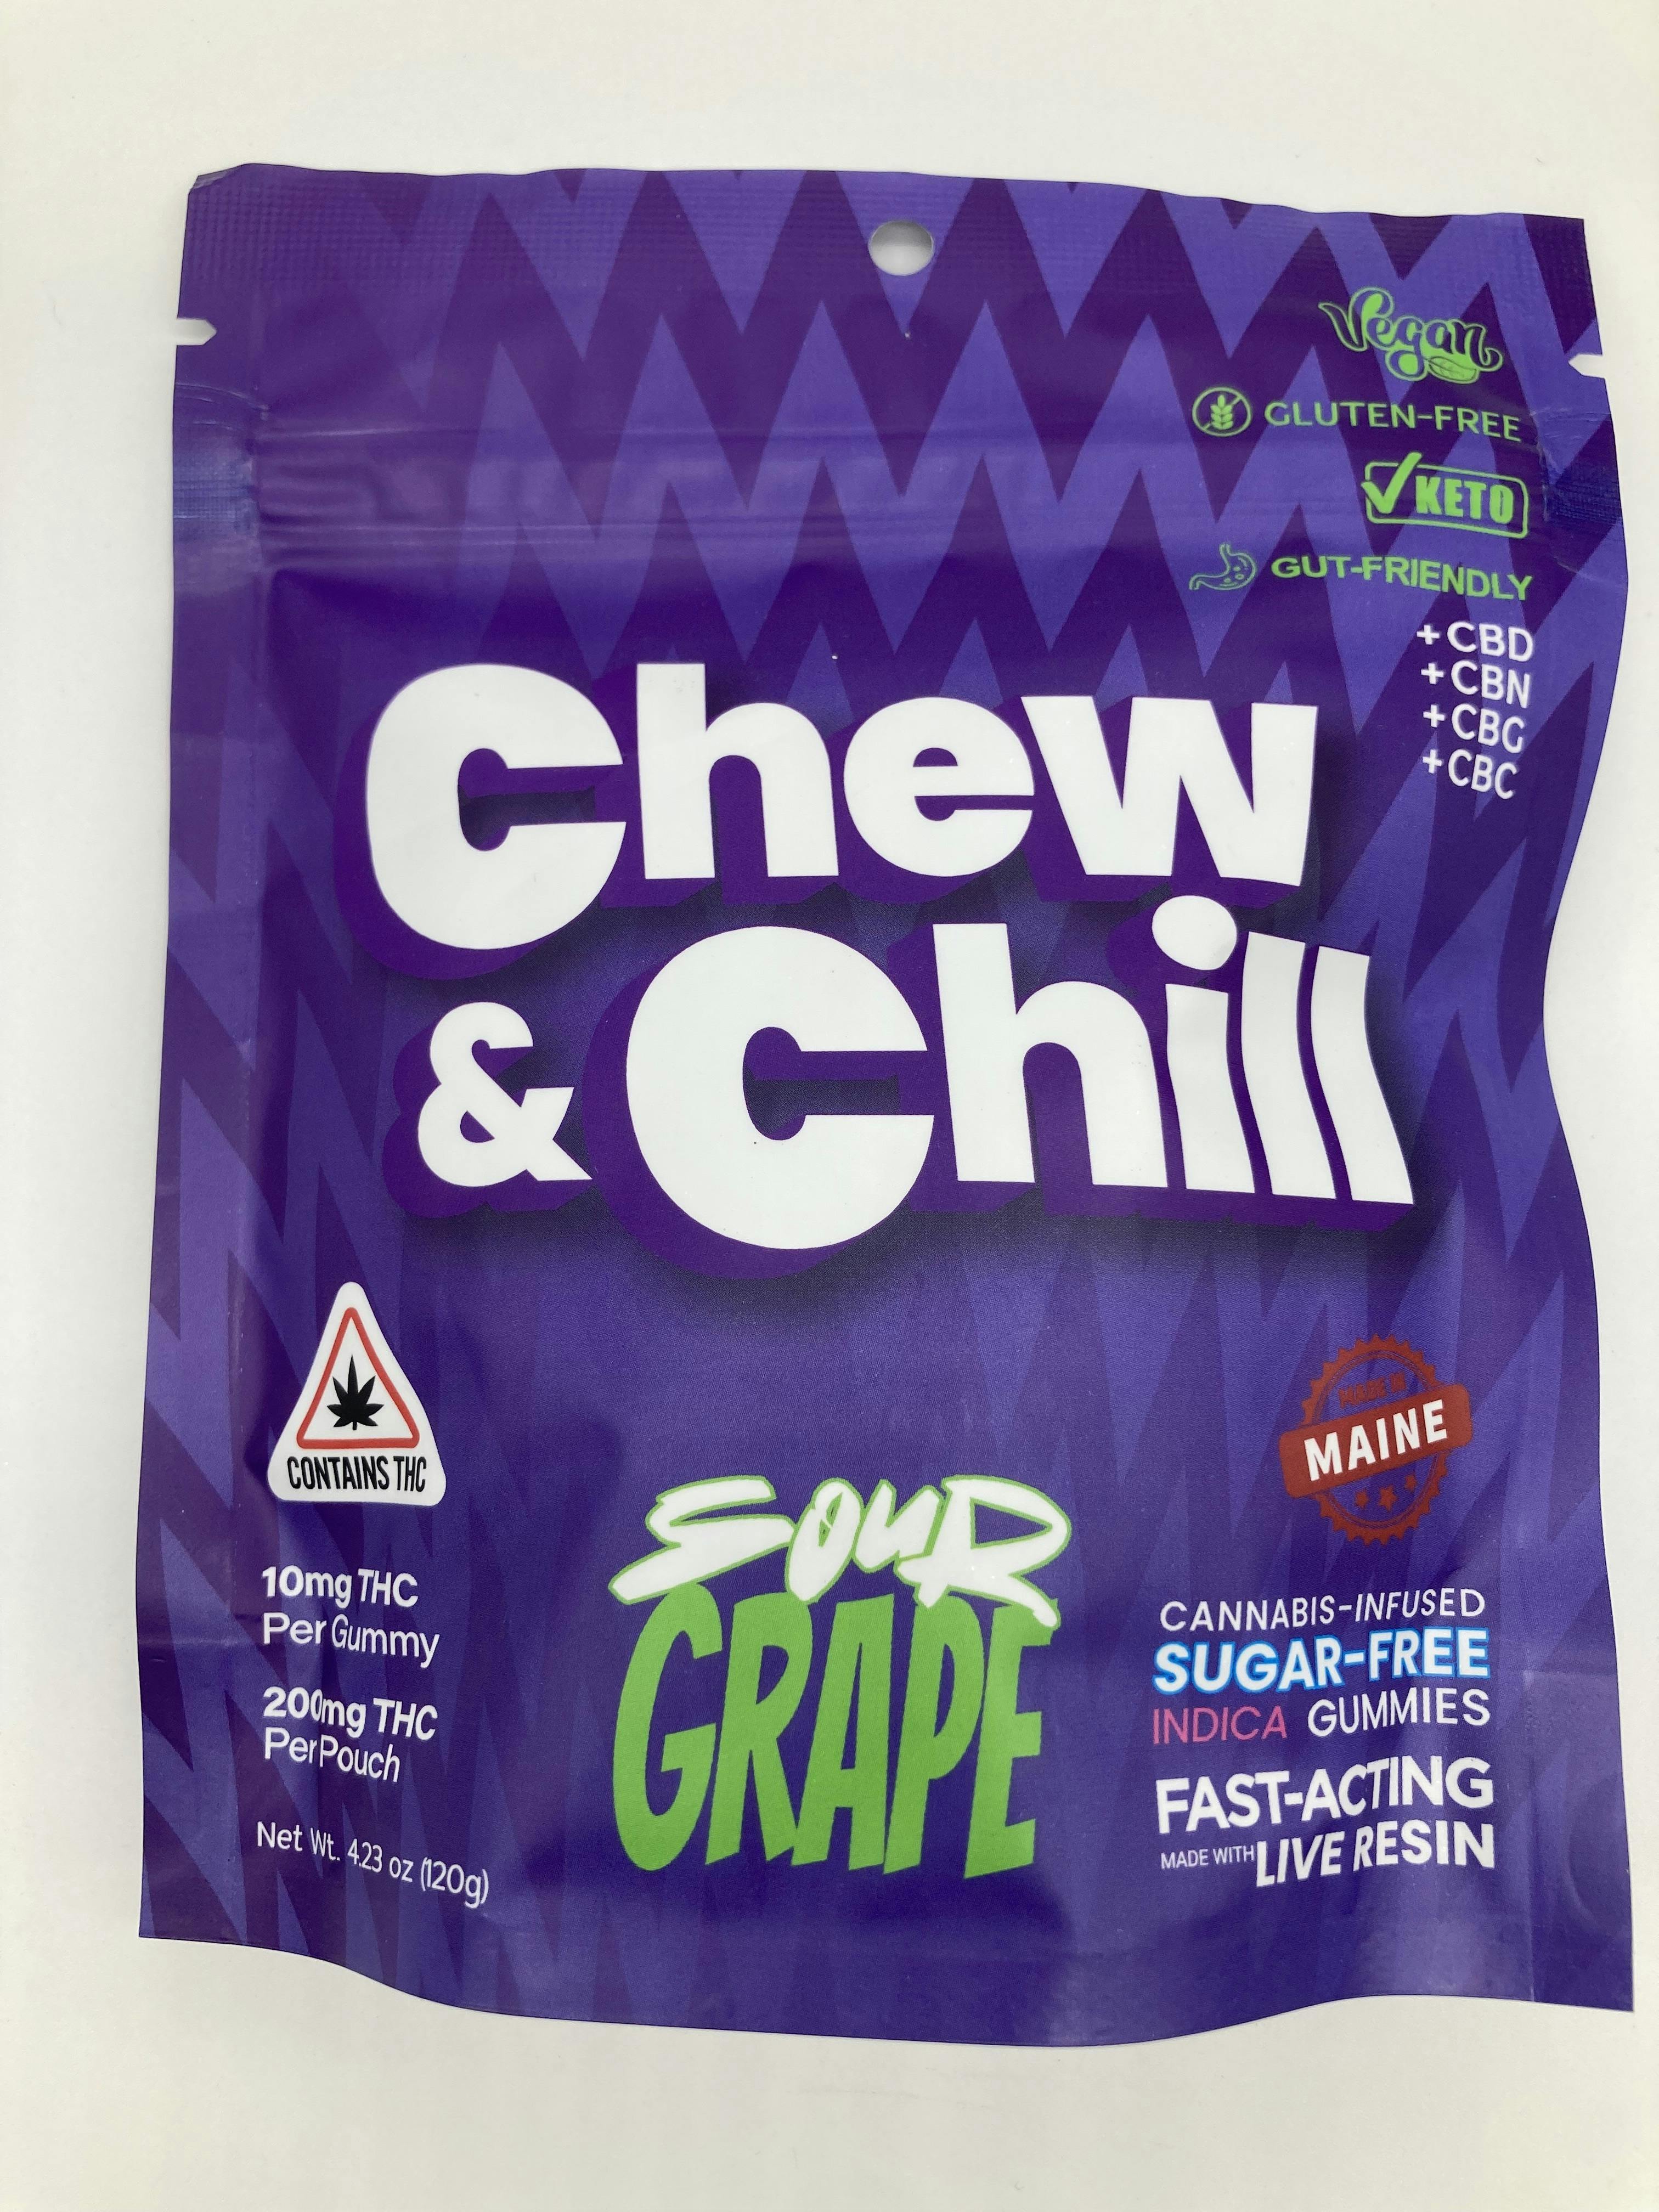 Vegan
GLUTEN-FREE
KETO
GUT-FRIENDLY
+CBD
+CBN
+CBG
+CBC
Chew
& Chill
CONTAINS THC
MADE IN
MAINE
SOUR
GRAPE
10mg THC
Per Gummy
200mg THC
Per Pouch
Net Wt. 4.23 oz (120g)
CANNABIS-INFUSED
SUGAR-FREE
INDICA GUMMIES
FAST-ACTING
MADE WITH LIVE RESIN